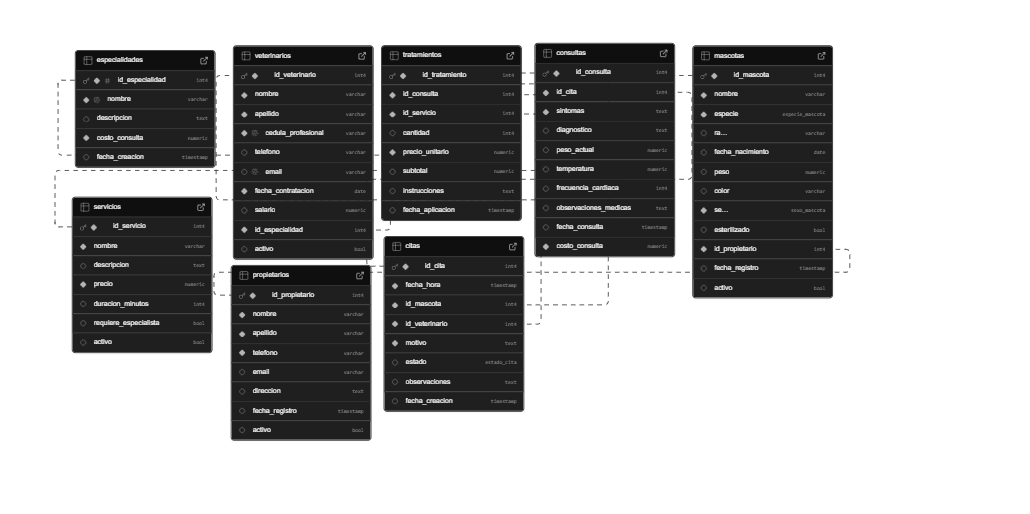 especialidades
id_especialidad int4
nombre varchar
descripcion text
costo_consulta numeric
fecha_creacion timestamp
servicios
id_servicio int4
nombre varchar
descripcion text
precio numeric
duracion_minutos int4
requiere_especialista bool
activo bool
veterinarios
id_veterinario int4
nombre varchar
apellido varchar
cedula_profesional varchar
telefono varchar
email varchar
fecha_contratacion date
salario numeric
id_especialidad int4
activo bool
propietarios
id_propietario int4
nombre varchar
apellido varchar
telefono varchar
email varchar
direccion text
fecha_registro timestamp
activo bool
tratamientos
id_tratamiento int4
id_consulta int4
id_servicio int4
cantidad int4
precio_unitario numeric
subtotal numeric
instrucciones text
fecha_aplicacion timestamp
citas
id_cita int4
fecha_hora timestamp
id_mascota int4
id_veterinario int4
motivo text
estado estado_cita
observaciones text
fecha_creacion timestamp
consultas
id_consulta int4
id_cita int4
sintomas text
diagnostico text
peso_actual numeric
temperatura numeric
frecuencia_cardiaca int4
observaciones_medicas text
fecha_consulta timestamp
costo_consulta numeric
mascotas
id_mascota int4
nombre varchar
especie especie_mascota
ra... varchar
fecha_nacimiento date
peso numeric
color varchar
se... sexo_mascota
esterilizado bool
id_propietario int4
fecha_registro timestamp
activo bool